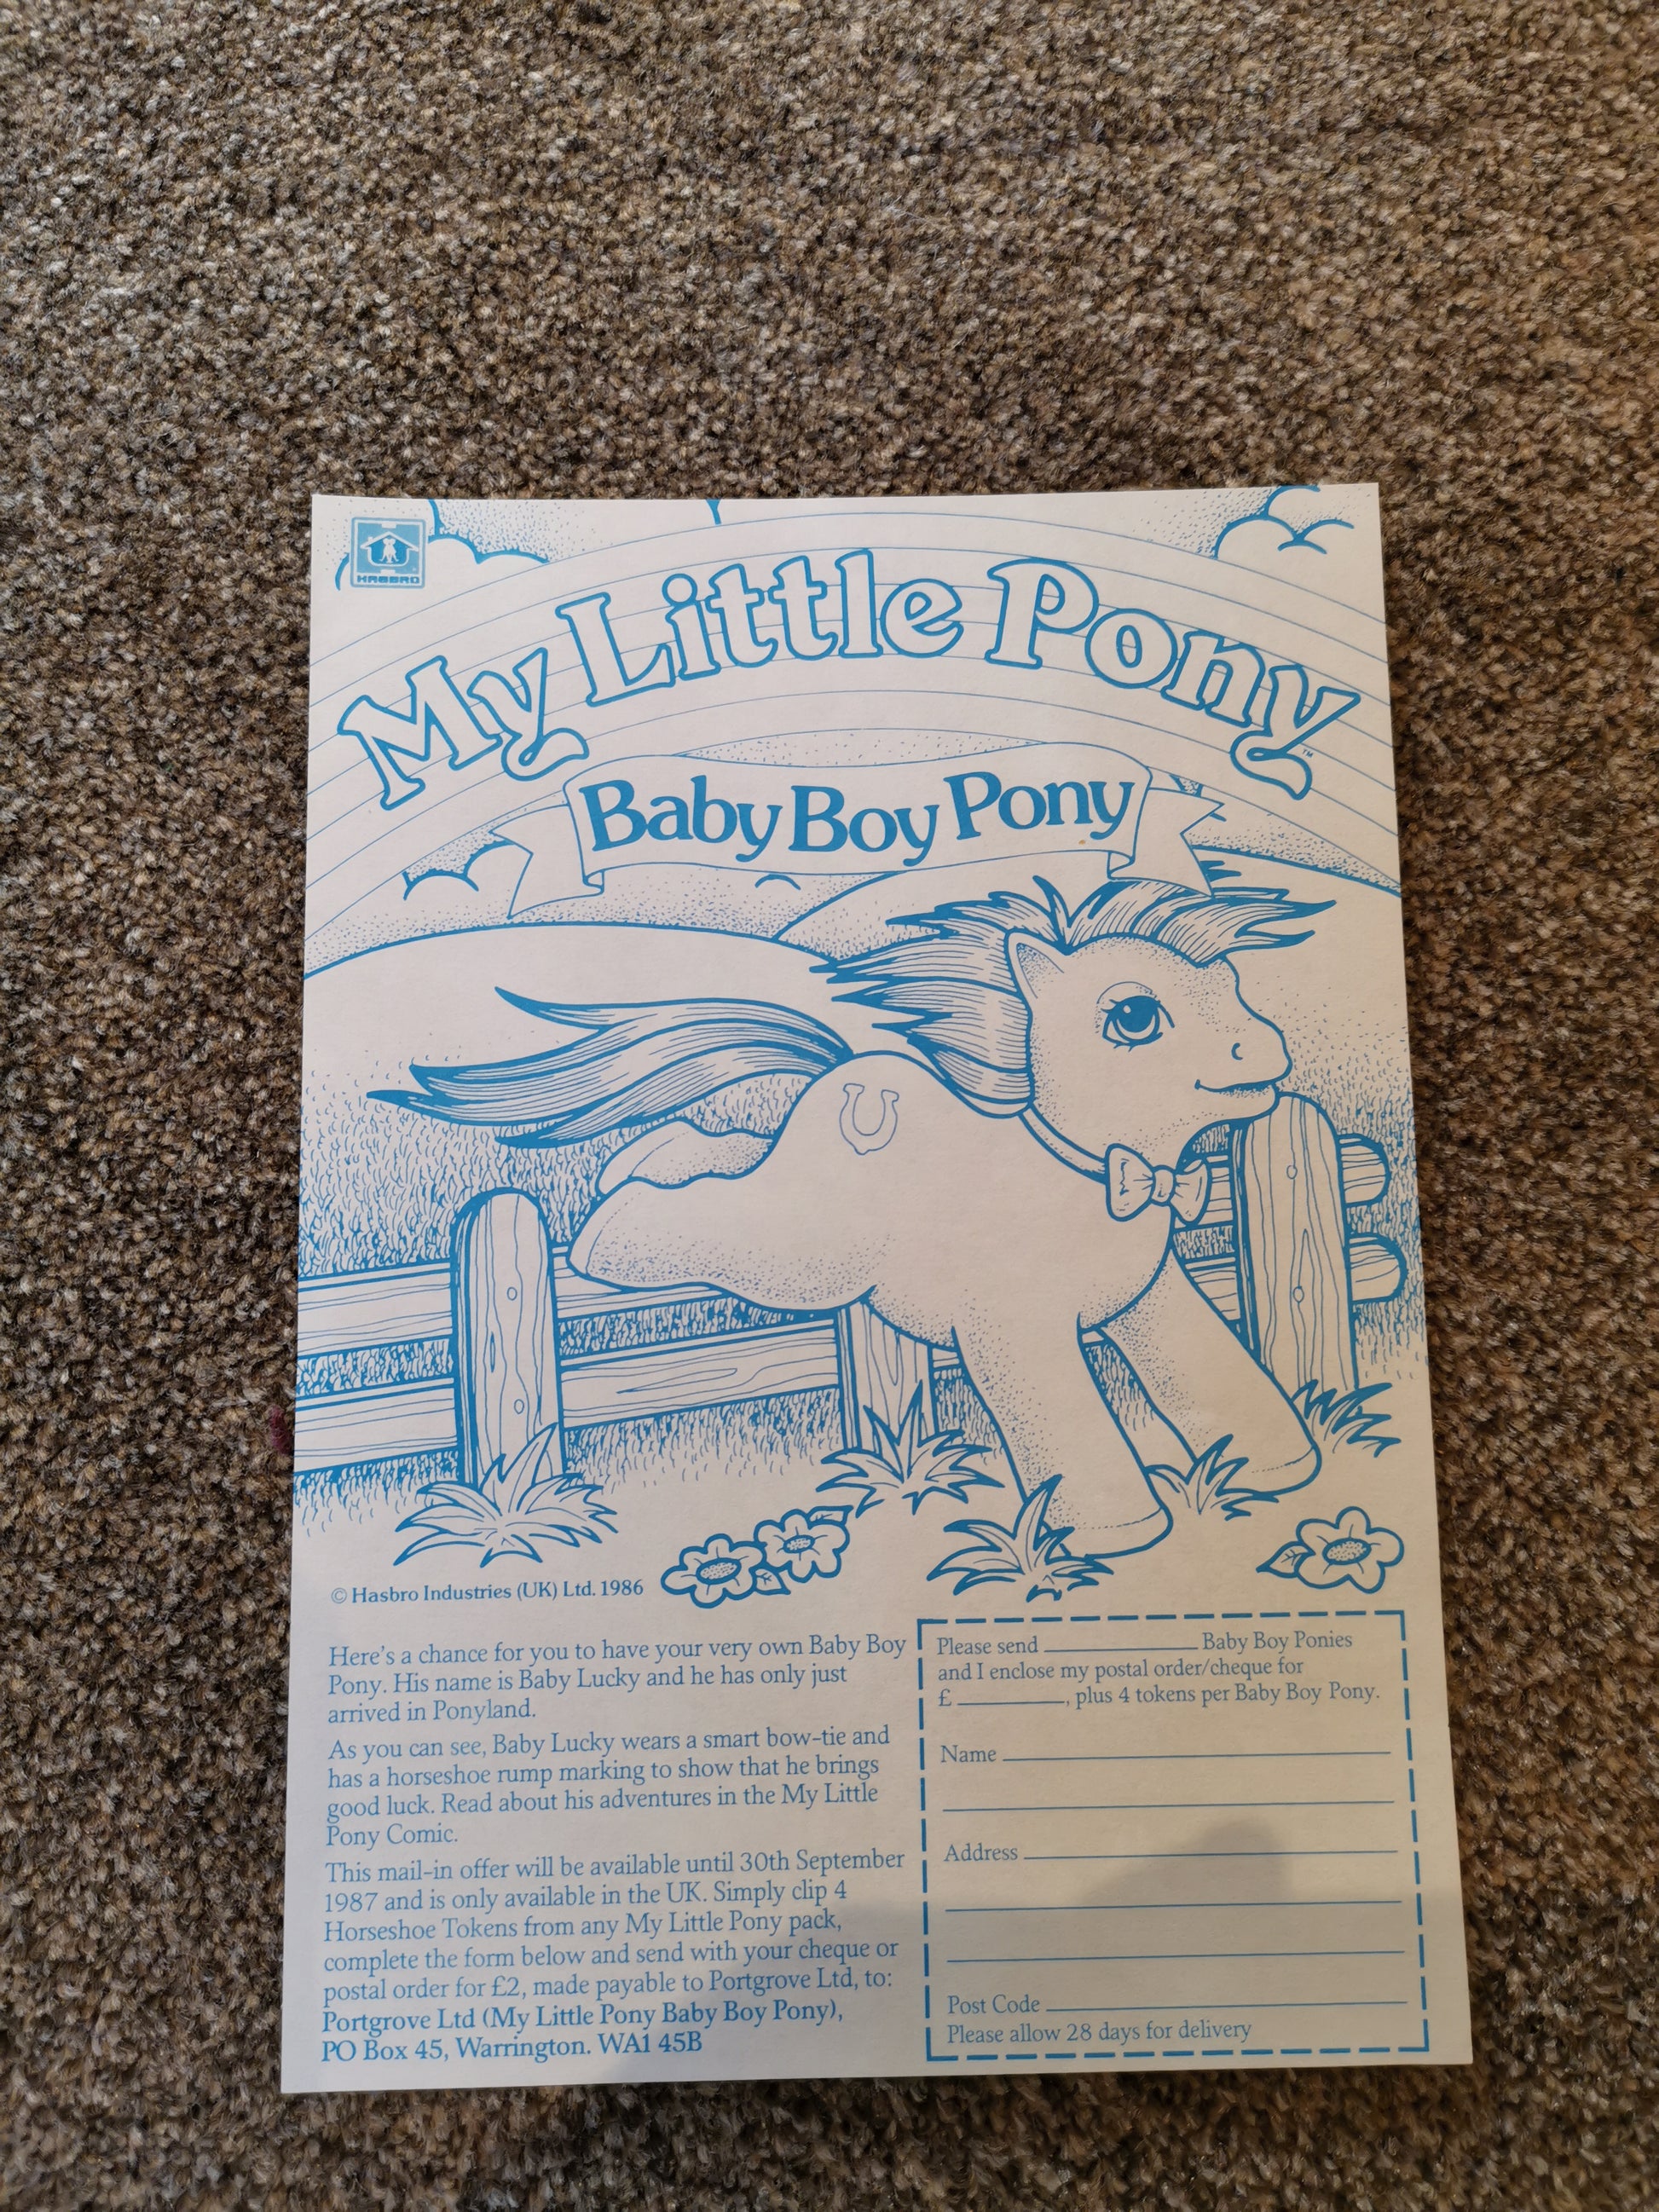 HASBRO
My Little Pony™
Baby Boy Pony
© Hasbro Industries (UK) Ltd. 1986
Here's a chance for you to have your very own Baby Boy
Pony. His name is Baby Lucky and he has only just
arrived in Ponyland.
As you can see, Baby Lucky wears a smart bow-tie and
has a horseshoe rump marking to show that he brings
good luck. Read about his adventures in the My Little
Pony Comic.
This mail-in offer will be available until 30th September
1987 and is only available in the UK. Simply clip 4
Horseshoe Tokens from any My Little Pony pack,
complete the form below and send with your cheque or
postal order for £2, made payable to Portgrove Ltd, to:
Portgrove Ltd (My Little Pony Baby Boy Pony),
PO Box 45, Warrington. WA1 45B
Please send ____________ Baby Boy Ponies
and I enclose my postal order/cheque for
£ ________, plus 4 tokens per Baby Boy Pony.
Name
Address
Post Code
Please allow 28 days for delivery